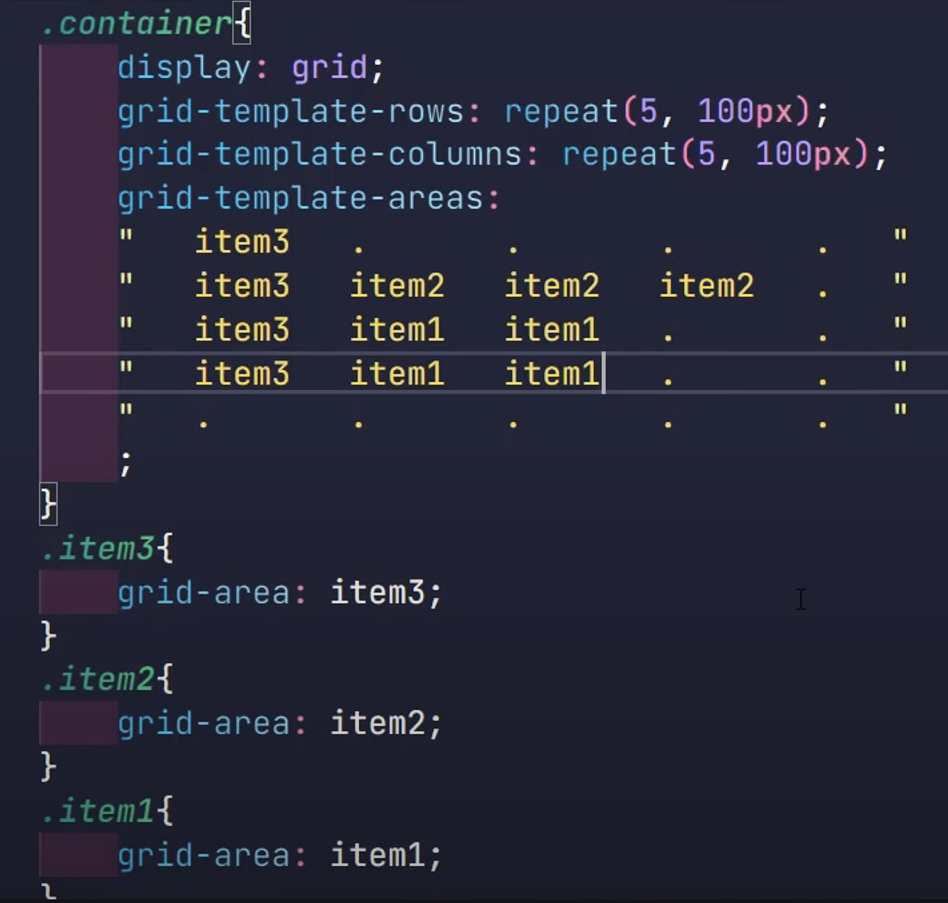 .container{
display: grid;
grid-template-rows: repeat(5, 100px);
grid-template-columns: repeat(5, 100px);
grid-template-areas:
" item3 . . . . "
" item3 item2 item2 item2 . "
" item3 item1 item1 . . "
" item3 item1 item1 . . "
" . . . . . "
;
}
.item3{
grid-area: item3;
}
.item2{
grid-area: item2;
}
.item1{
grid-area: item1;
}